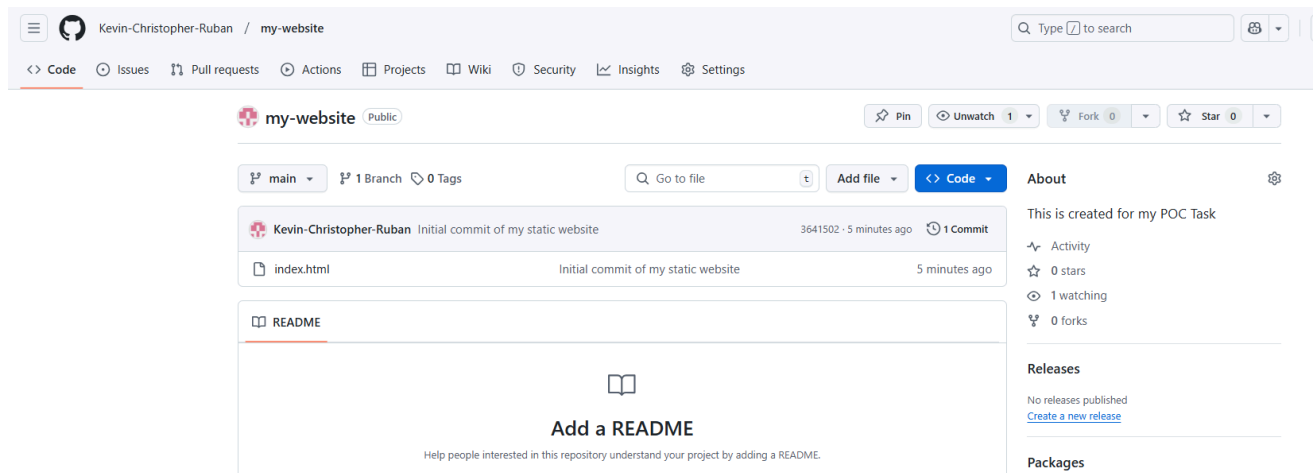 Kevin-Christopher-Ruban / my-website
Type / to search
Code Issues Pull requests Actions Projects Wiki Security Insights Settings
my-website Public
Pin Unwatch 1 Fork 0 Star 0
main 1 Branch 0 Tags Go to file t Add file Code
Kevin-Christopher-Ruban Initial commit of my static website 3641502 · 5 minutes ago 1 Commit
index.html Initial commit of my static website 5 minutes ago
README
Add a README
Help people interested in this repository understand your project by adding a README.
About
This is created for my POC Task
Activity
0 stars
1 watching
0 forks
Releases
No releases published
Create a new release
Packages